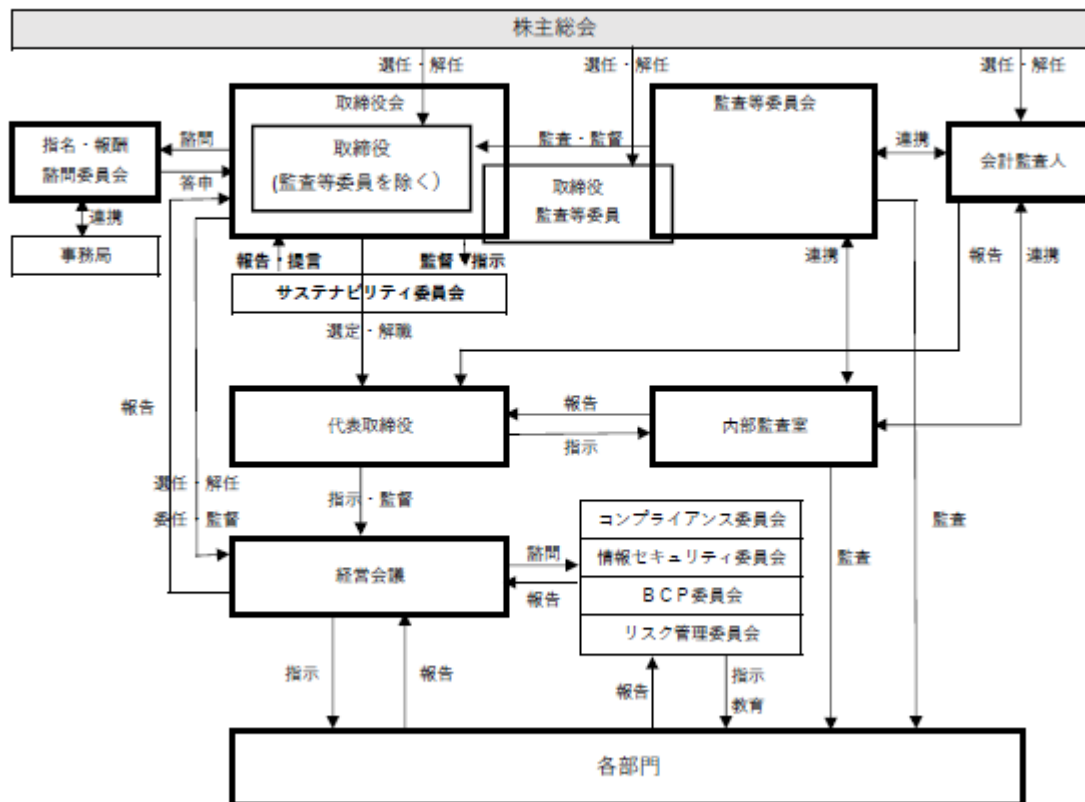 株主総会
選任・解任
選任・解任
選任・解任
取締役会
監査等委員会
指名・報酬
諮問委員会
諮問
答申
取締役
(監査等委員を除く)
監査・監督
取締役
監査等委員
連携
会計監査人
連携
事務局
報告・提言
監督・指示
サステナビリティ委員会
選定・解職
連携
報告
連携
報告
代表取締役
報告
指示
内部監査室
選任・解任
委任・監督
指示・監督
経営会議
諮問
報告
コンプライアンス委員会
情報セキュリティ委員会
BCP委員会
リスク管理委員会
監査
監査
指示
報告
報告
指示
教育
各部門